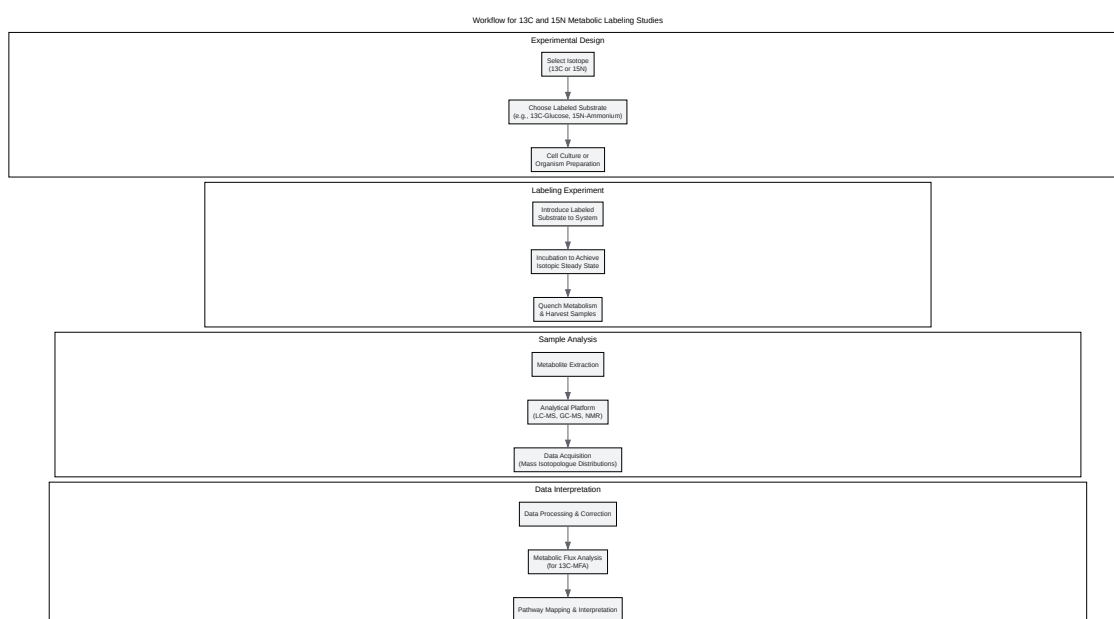 Workflow for 13C and 15N Metabolic Labeling Studies
Experimental Design
Select Isotope
(13C or 15N)
Choose Labeled Substrate
(e.g., 13C-Glucose, 15N-Ammonium)
Cell Culture or
Organism Preparation
Labeling Experiment
Introduce Labeled
Substrate to System
Incubation to Achieve
Isotopic Steady State
Quench Metabolism
& Harvest Samples
Sample Analysis
Metabolite Extraction
Analytical Platform
(LC-MS, GC-MS, NMR)
Data Acquisition
(Mass Isotopologue Distributions)
Data Interpretation
Data Processing & Correction
Metabolic Flux Analysis
(for 13C-MFA)
Pathway Mapping & Interpretation